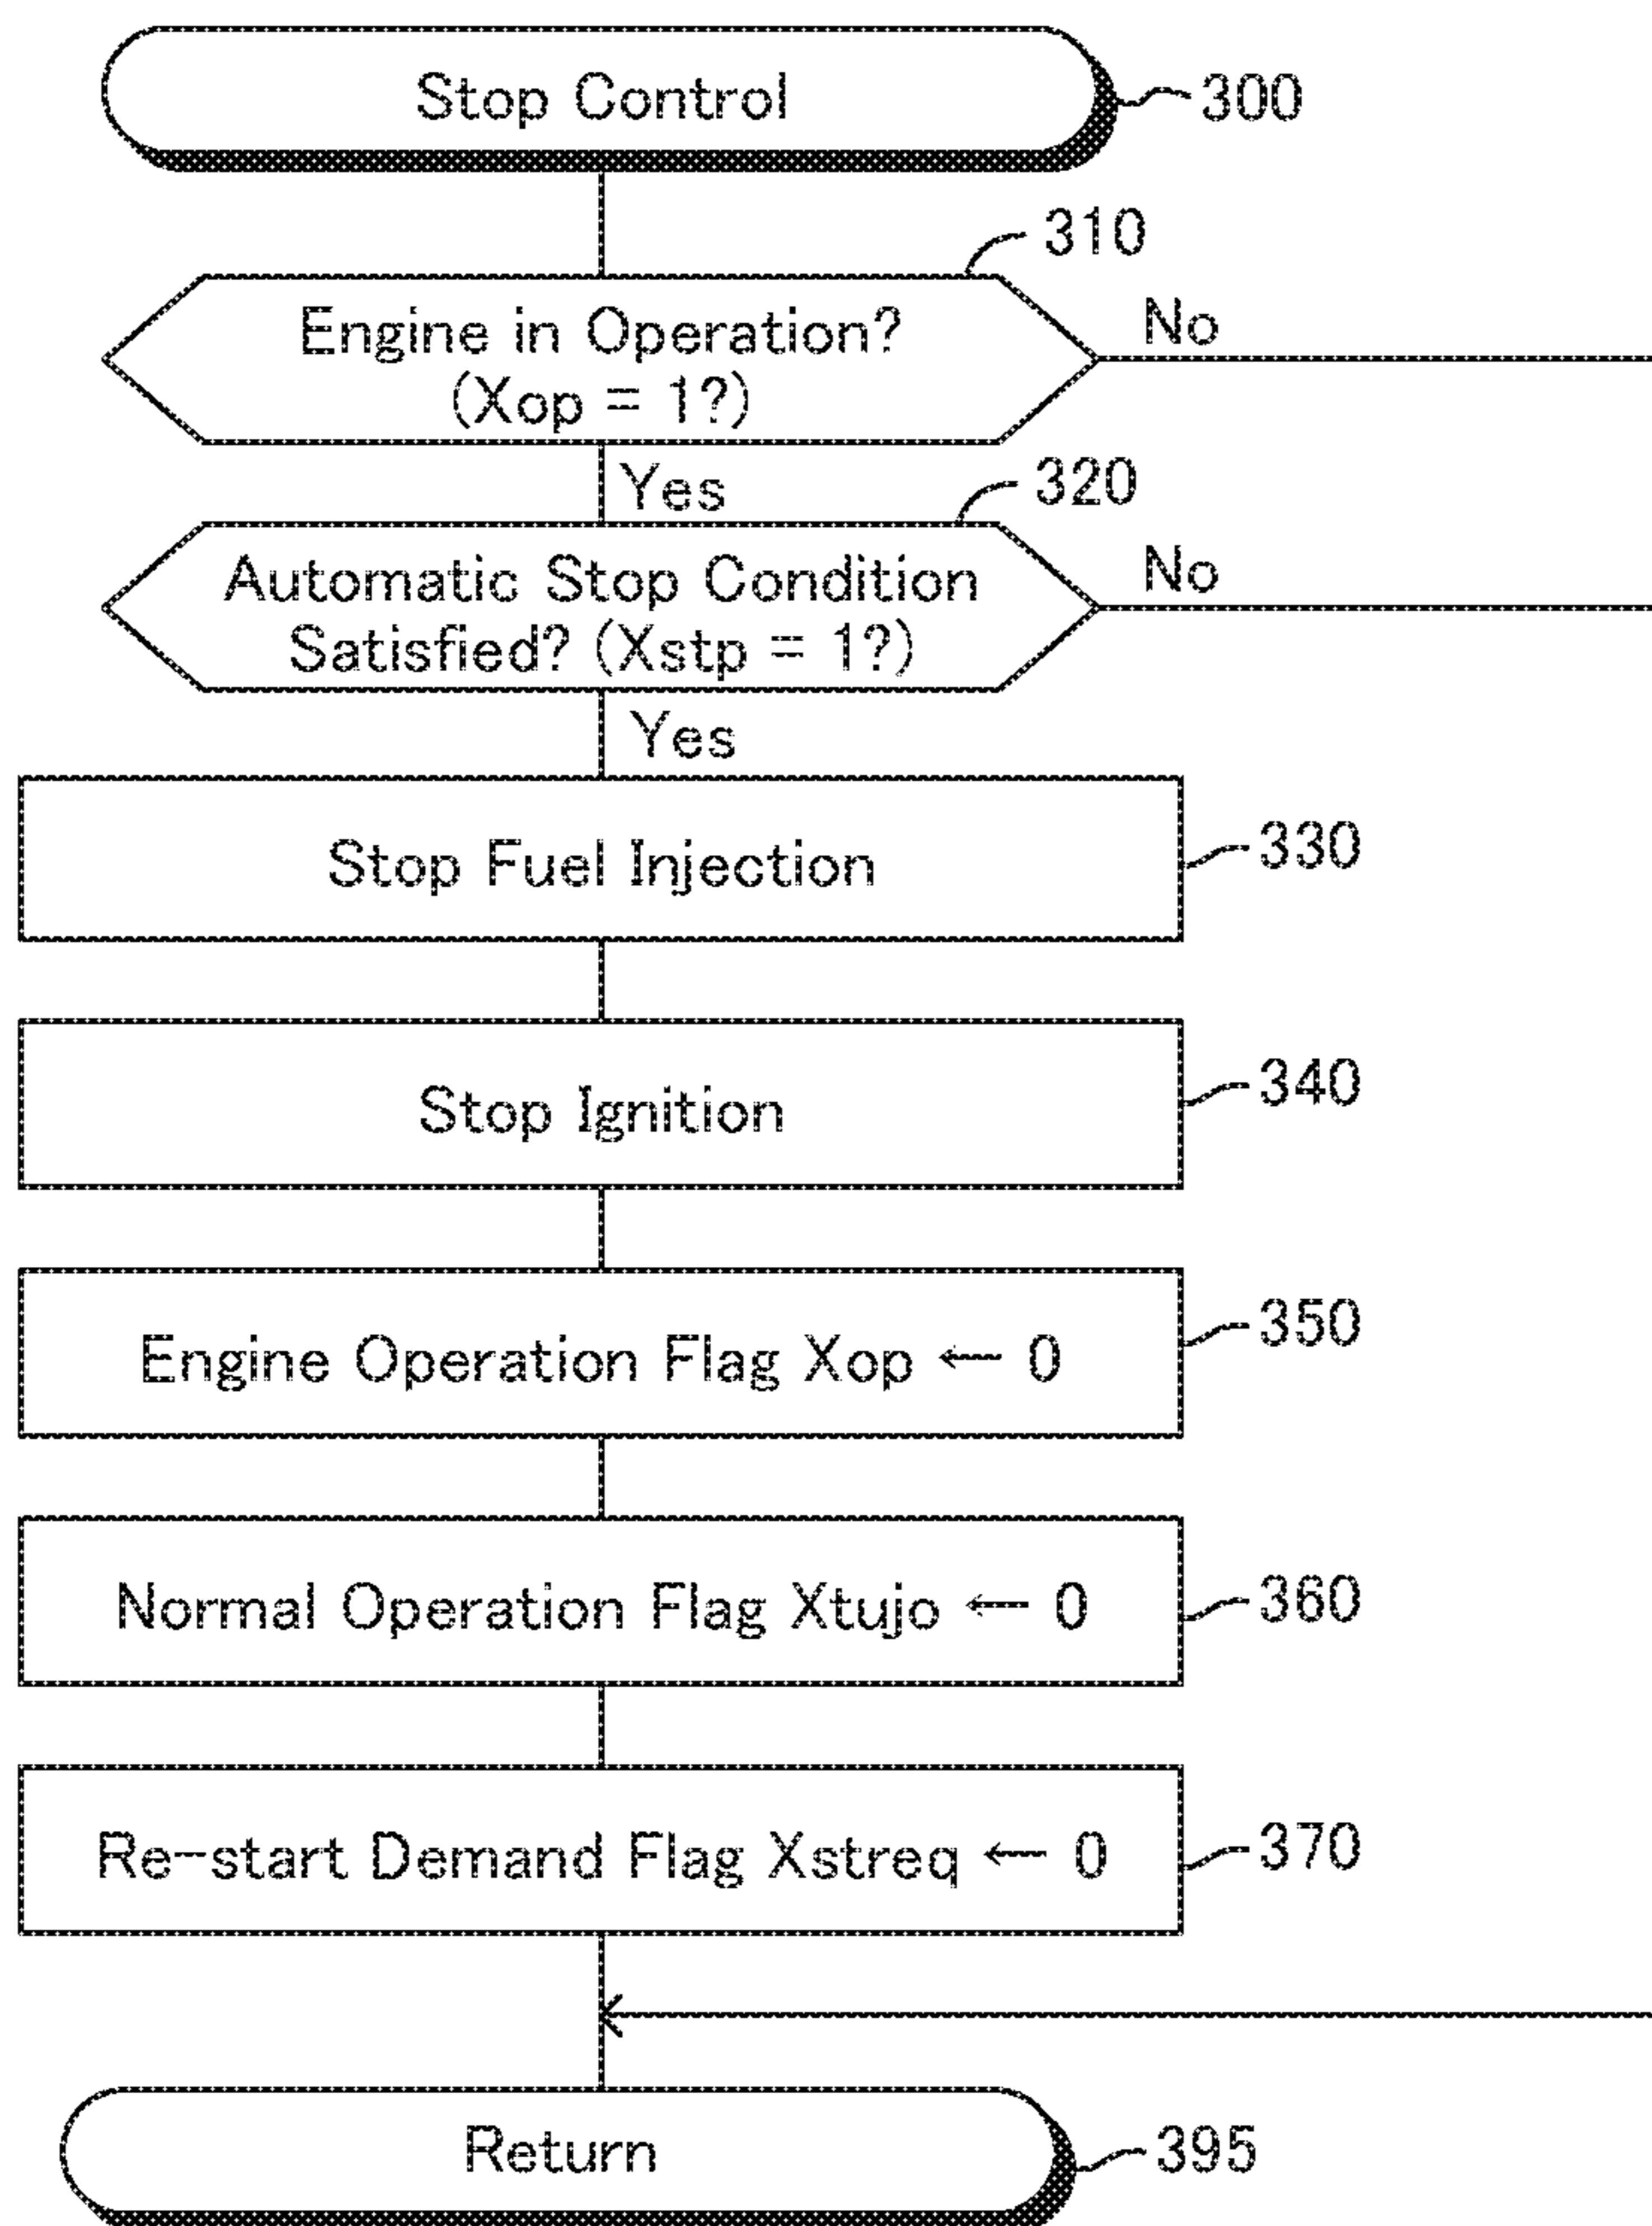 Stop Control
300
310
Engine in Operation?
(Xop = 1?)
No
Yes
320
Automatic Stop Condition
Satisfied? (Xstp = 1?)
No
Yes
Stop Fuel Injection
330
Stop Ignition
340
Engine Operation Flag Xop ← 0
350
Normal Operation Flag Xtujo ← 0
360
Re-start Demand Flag Xstreq ← 0
370
Return
395